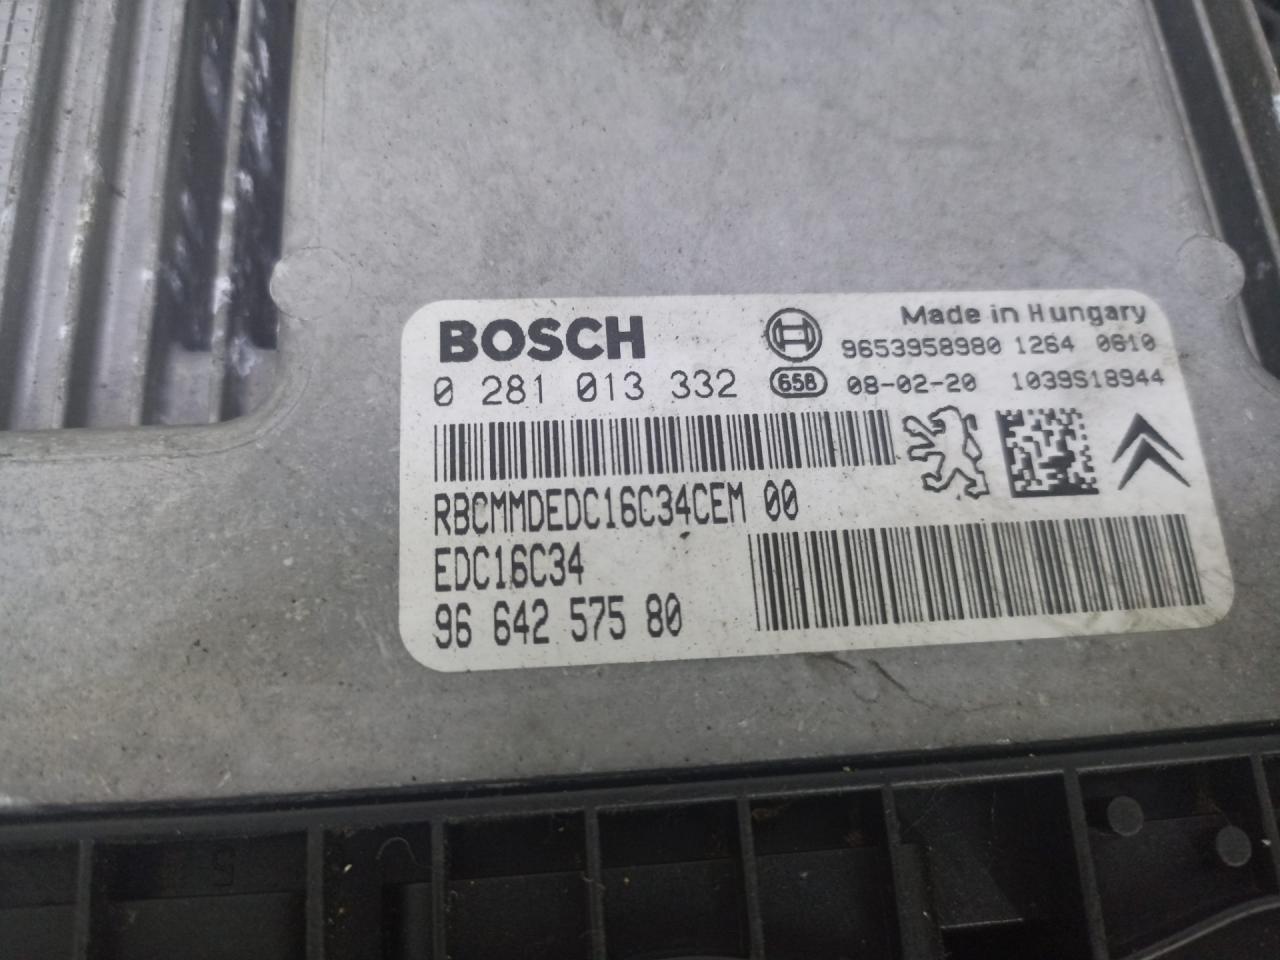 BOSCH
Made in Hungary
9653958980 1264 0610
0 281 013 332
658
08-02-20 1039S18944
RBCMMDEDC16C34CEM 00
EDC16C34
96 642 575 80